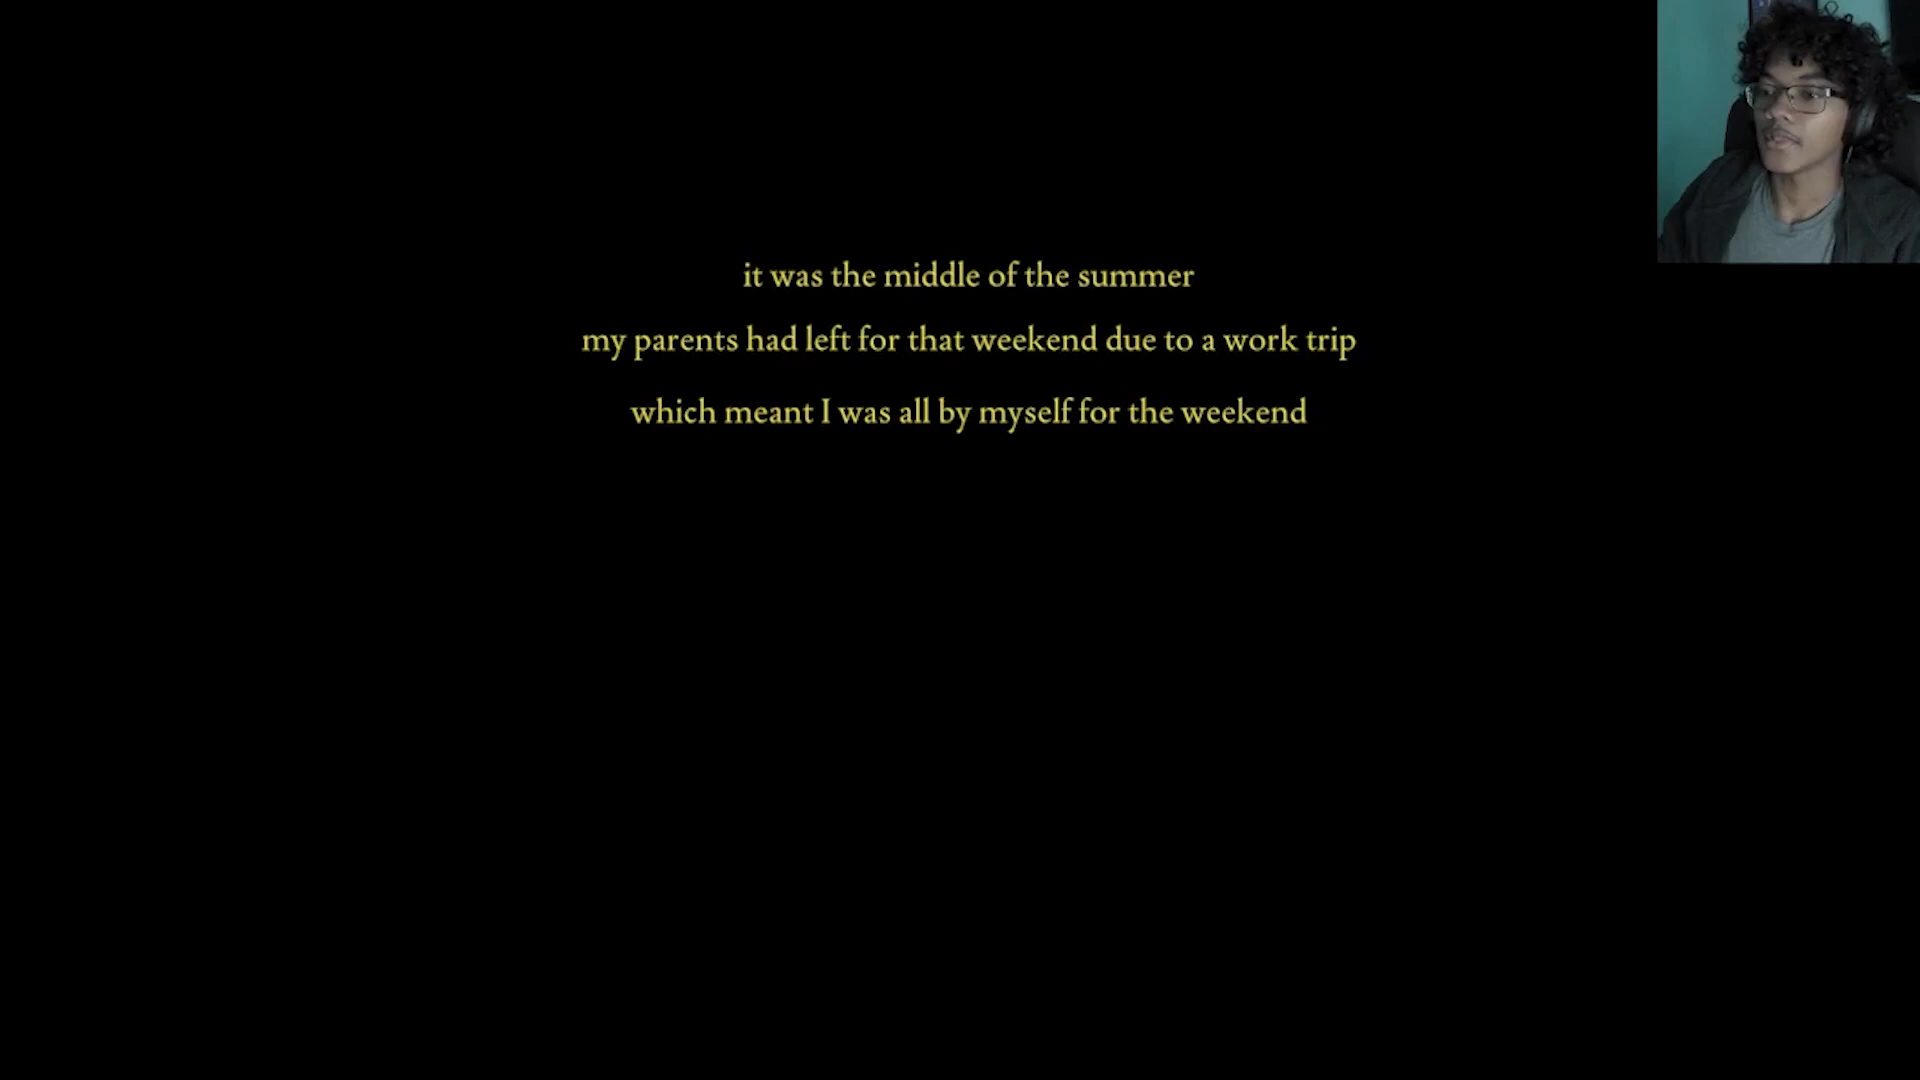 it was the middle of the summer
my parents had left for that weekend due to a work trip
which meant I was all by myself for the weekend